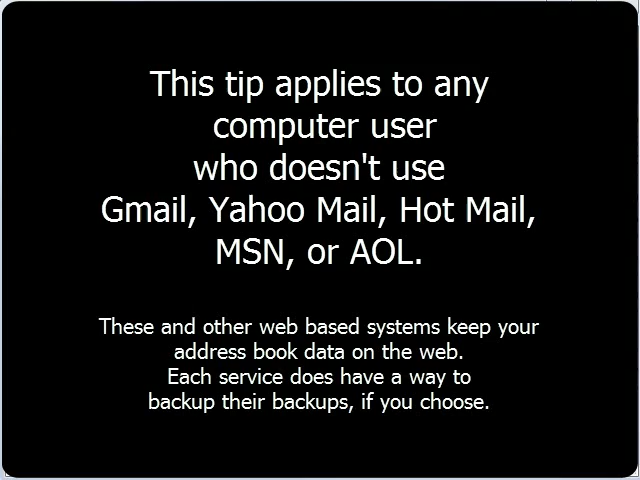 This tip applies to any
computer user
who doesn't use
Gmail, Yahoo Mail, Hot Mail,
MSN, or AOL.
These and other web based systems keep your
address book data on the web.
Each service does have a way to
backup their backups, if you choose.